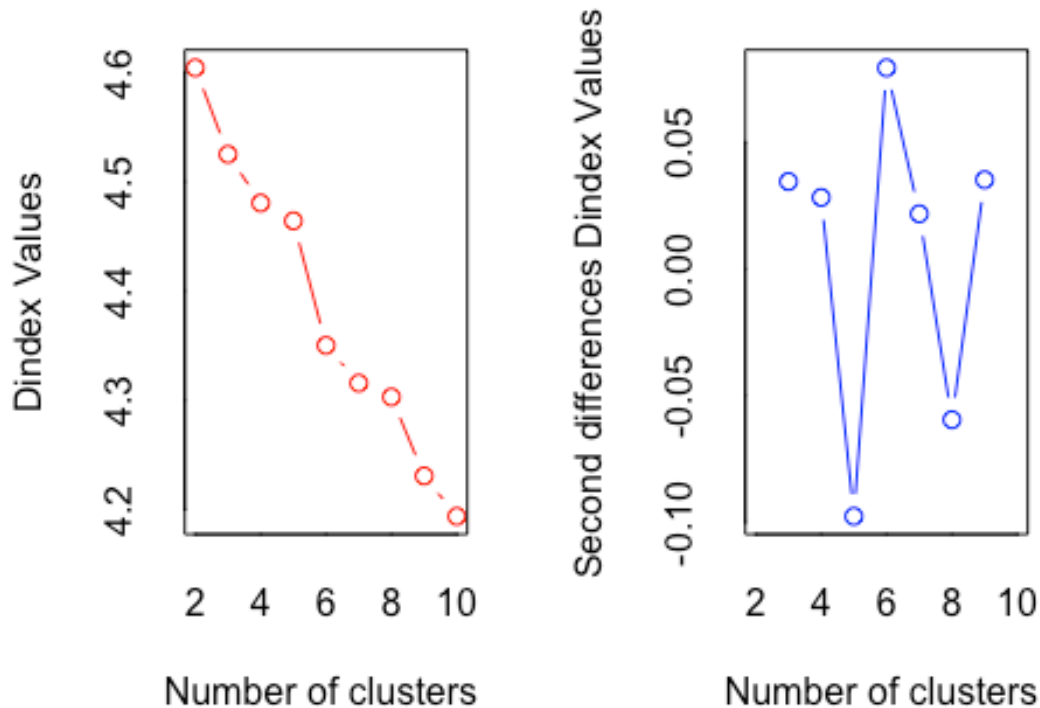 Dindex Values
4.6
4.5
4.4
4.3
4.2
2 4 6 8 10
Number of clusters
Second differences Dindex Values
0.05
0.00
-0.05
-0.10
2 4 6 8 10
Number of clusters